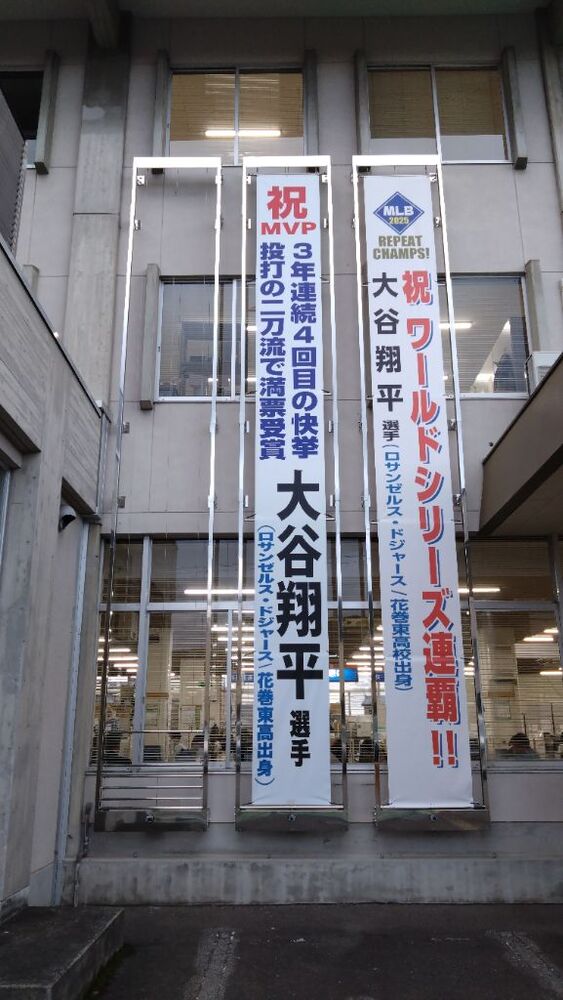 祝
MVP
3年連続4回目の快挙
投打の二刀流で満票受賞
大谷翔平 選手
(ロサンゼルス・ドジャース/花巻東高出身)
MLB
2025
REPEAT
CHAMPS!
祝 ワールドシリーズ連覇!!
大谷翔平 選手(ロサンゼルス・ドジャース/花巻東高校出身)